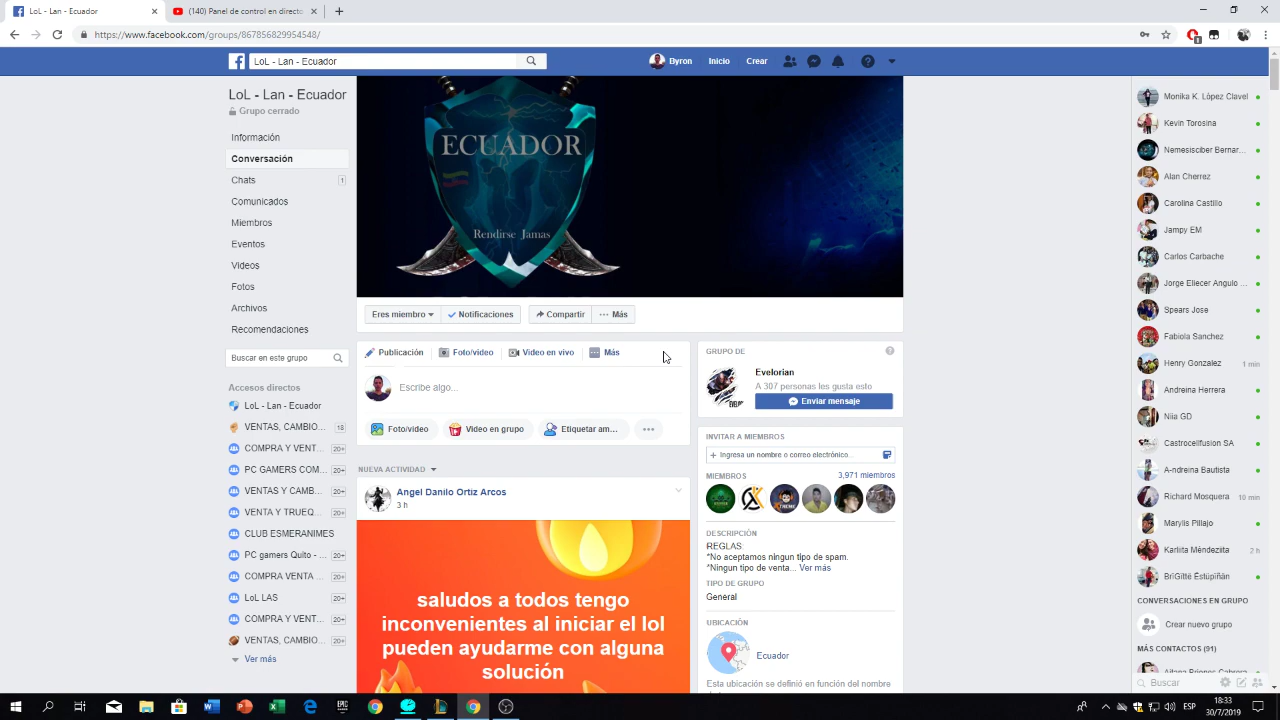 LoL - Lan - Ecuador
(140) Panel de control en directo
https://www.facebook.com/groups/867856829954548/
1
LoL - Lan - Ecuador
Byron
Inicio
Crear
LoL - Lan - Ecuador
Grupo cerrado
Información
Conversación
Chats
1
Comunicados
Miembros
Eventos
Videos
Fotos
Archivos
Recomendaciones
Buscar en este grupo
Accesos directos
LoL - Lan - Ecuador
VENTAS, CAMBIO...
18
COMPRA Y VENT...
20+
PC GAMERS COM...
20+
VENTAS Y CAMB...
20+
VENTA Y TRUEQ...
20+
CLUB ESMERANIMES
PC gamers Quito - ...
20+
COMPRA VENTA ...
20+
LoL LAS
20+
COMPRA Y VENT...
20+
VENTAS, CAMBIO...
20+
Ver más
ECUADOR
Rendirse Jamas
Eres miembro
Notificaciones
Compartir
Más
Publicación
Foto/video
Video en vivo
Más
Escribe algo...
Foto/video
Video en grupo
Etiquetar am...
NUEVA ACTIVIDAD
Angel Danilo Ortiz Arcos
3 h
saludos a todos tengo
inconvenientes al iniciar el lol
pueden ayudarme con alguna
solución
GRUPO DE
Evelorian
A 307 personas les gusta esto
Enviar mensaje
INVITAR A MIEMBROS
+ Ingresa un nombre o correo electrónico...
MIEMBROS
3,971 miembros
DESCRIPCIÓN
REGLAS:
*No aceptamos ningun tipo de spam.
*Ningun tipo de venta... Ver más
TIPO DE GRUPO
General
UBICACIÓN
Ecuador
Esta ubicación se definió en función del nombre
Monika K. López Clavel
Kevin Torosina
Nemesisciber Bernar...
Alan Cherrez
Carolina Castillo
Jampy EM
Carlos Carbache
Jorge Eliecer Angulo ...
Spears Jose
Fabiola Sanchez
Henry Gonzalez
1 min
Andreina Herrera
Niia GD
Castrocellfusion SA
A-ndreina Bautista
Richard Mosquera
10 min
Marylis Pillajo
Karliita Mèndezîita
2 h
BriGîttë Estüpîñän
CONVERSACIONES EN GRUPO
Crear nuevo grupo
MÁS CONTACTOS (91)
Aitana Briones Cabrera
Buscar
ESP
18:33
30/7/2019